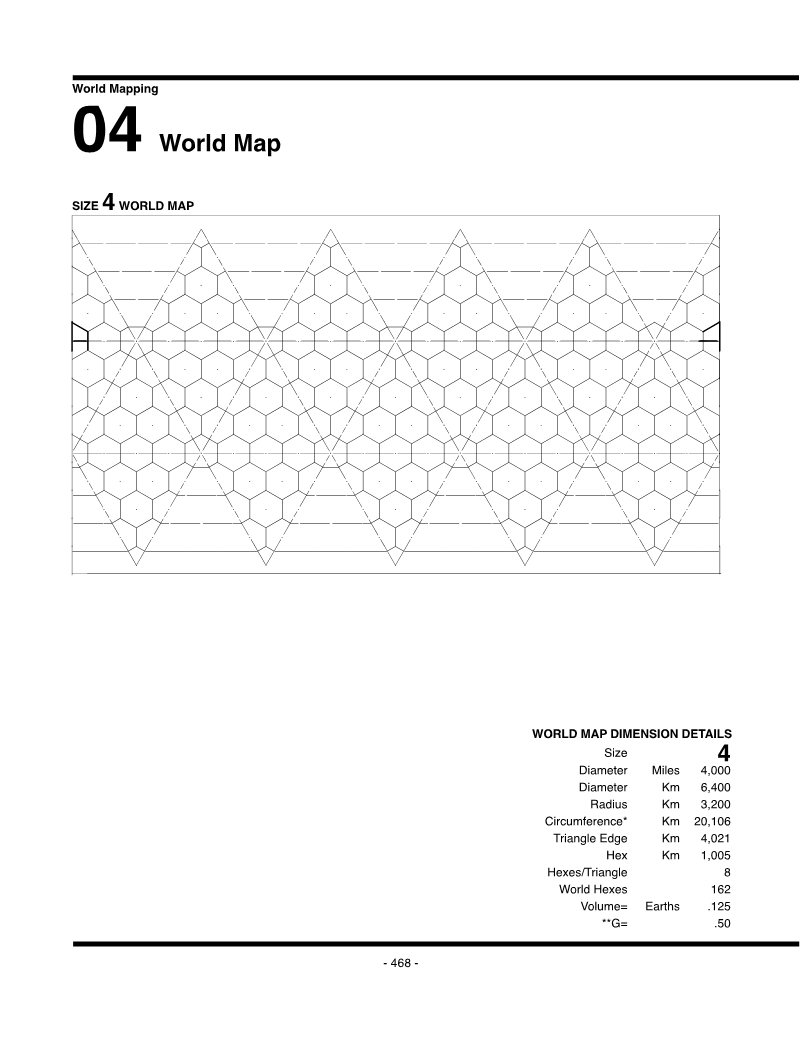 World Mapping
04 World Map
SIZE 4 WORLD MAP
WORLD MAP DIMENSION DETAILS
Size 4
Diameter Miles 4,000
Diameter Km 6,400
Radius Km 3,200
Circumference* Km 20,106
Triangle Edge Km 4,021
Hex Km 1,005
Hexes/Triangle 8
World Hexes 162
Volume= Earths .125
**G= .50
- 468 -